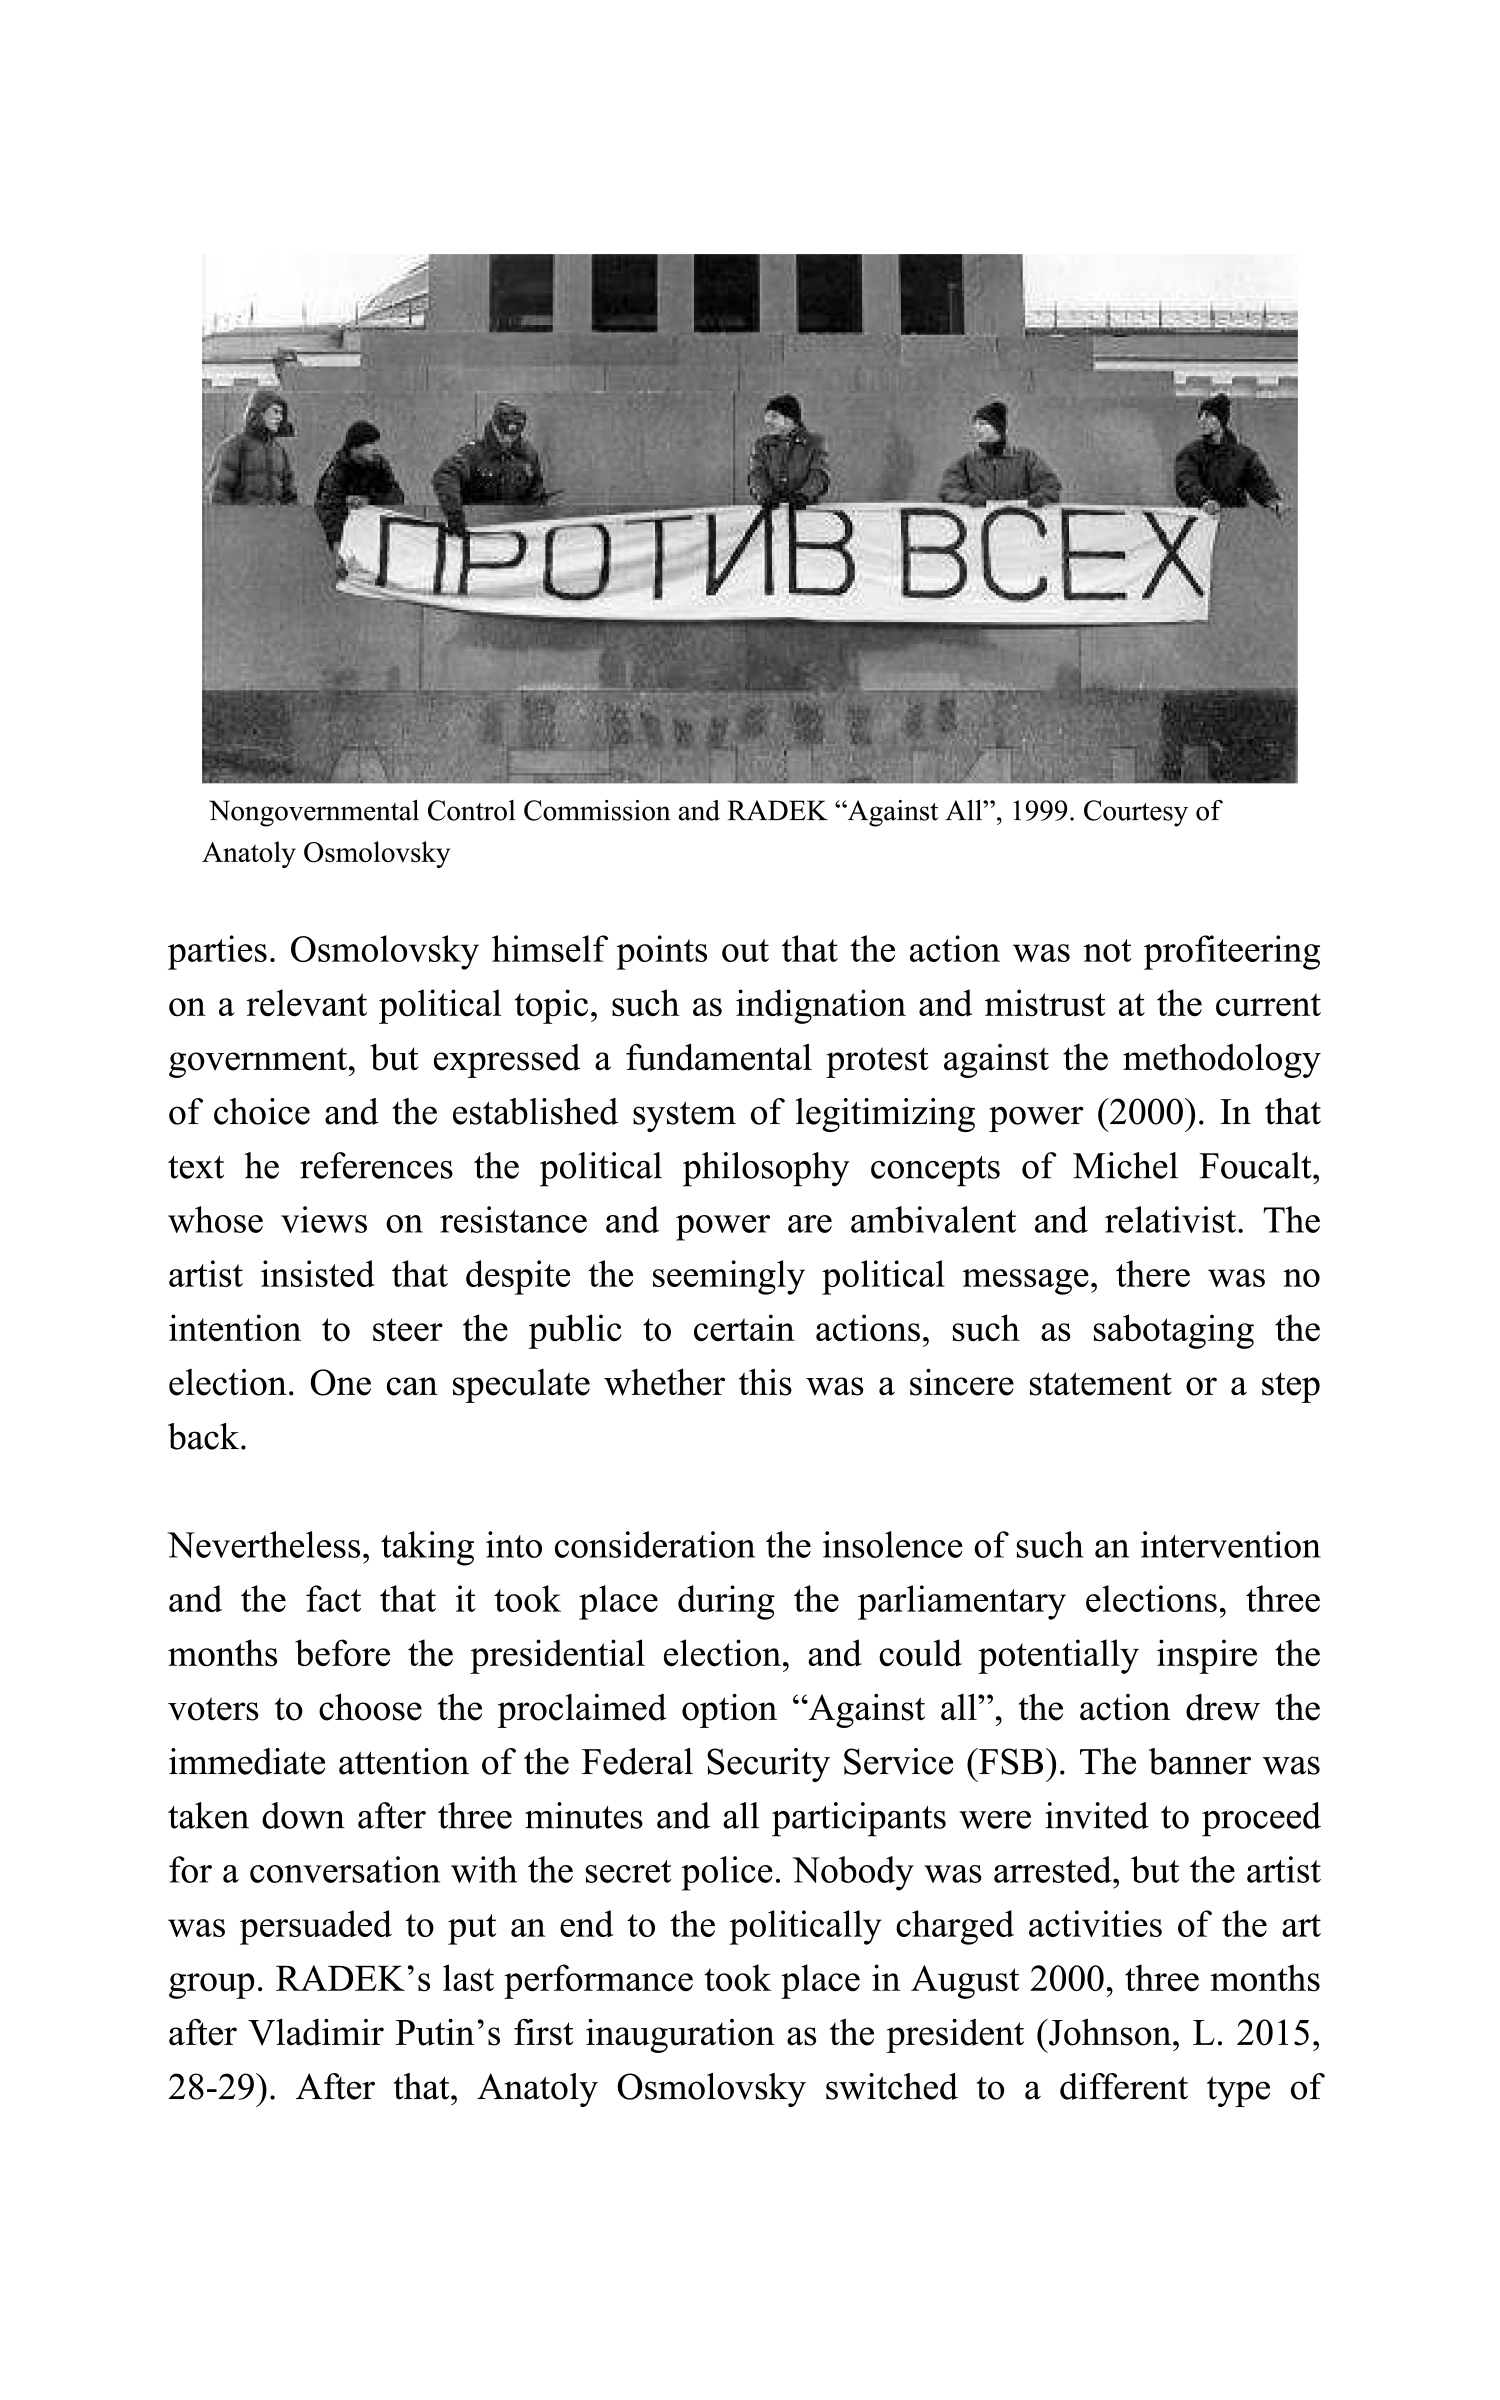 ПРОТИВ ВСЕХ
Nongovernmental Control Commission and RADEK “Against All”, 1999. Courtesy of
Anatoly Osmolovsky
parties. Osmolovsky himself points out that the action was not profiteering
on a relevant political topic, such as indignation and mistrust at the current
government, but expressed a fundamental protest against the methodology
of choice and the established system of legitimizing power (2000). In that
text he references the political philosophy concepts of Michel Foucalt,
whose views on resistance and power are ambivalent and relativist. The
artist insisted that despite the seemingly political message, there was no
intention to steer the public to certain actions, such as sabotaging the
election. One can speculate whether this was a sincere statement or a step
back.
Nevertheless, taking into consideration the insolence of such an intervention
and the fact that it took place during the parliamentary elections, three
months before the presidential election, and could potentially inspire the
voters to choose the proclaimed option “Against all”, the action drew the
immediate attention of the Federal Security Service (FSB). The banner was
taken down after three minutes and all participants were invited to proceed
for a conversation with the secret police. Nobody was arrested, but the artist
was persuaded to put an end to the politically charged activities of the art
group. RADEK’s last performance took place in August 2000, three months
after Vladimir Putin’s first inauguration as the president (Johnson, L. 2015,
28-29). After that, Anatoly Osmolovsky switched to a different type of